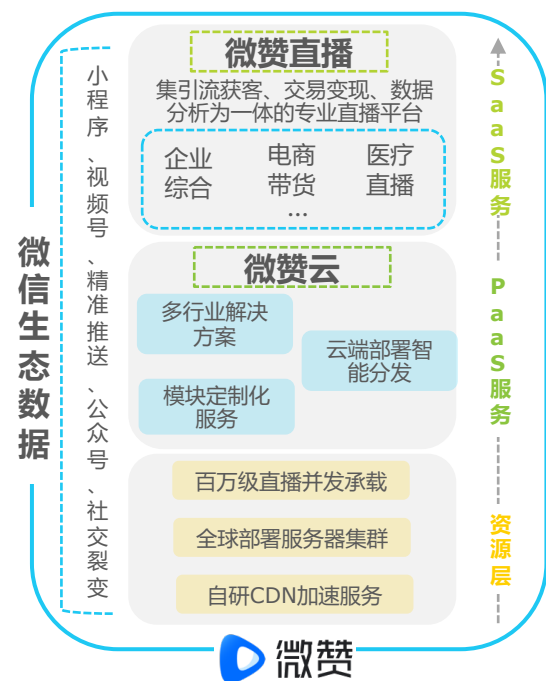 微信生态数据
小程序、视频号、精准推送、公众号、社交裂变
微赞直播
集引流获客、交易变现、数据
分析为一体的专业直播平台
企业
综合
电商
带货
医疗
直播
...
SaaS服务
微赞云
多行业解决
方案
云端部署智
能分发
模块定制化
服务
PaaS服务
百万级直播并发承载
全球部署服务器集群
自研CDN加速服务
资源层
微赞